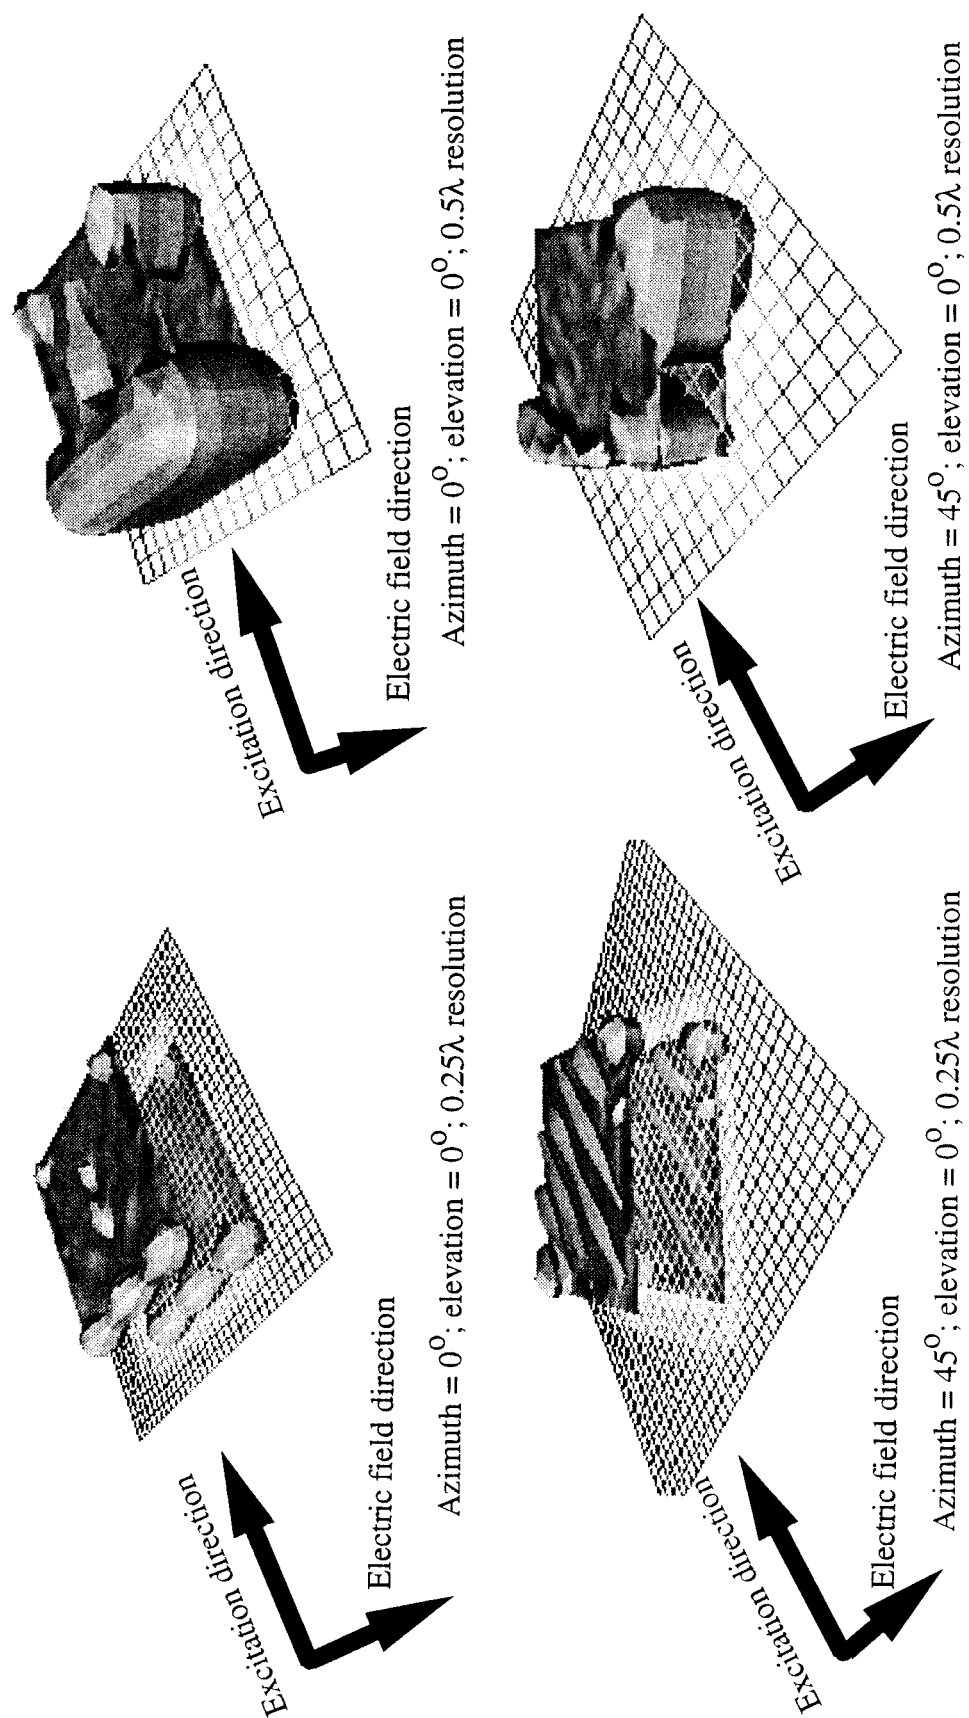 Excitation direction
Electric field direction
Azimuth = 0°; elevation = 0°; 0.25λ resolution
Excitation direction
Electric field direction
Azimuth = 0°; elevation = 0°; 0.5λ resolution
Excitation direction
Electric field direction
Azimuth = 45°; elevation = 0°; 0.25λ resolution
Excitation direction
Electric field direction
Azimuth = 45°; elevation = 0°; 0.5λ resolution